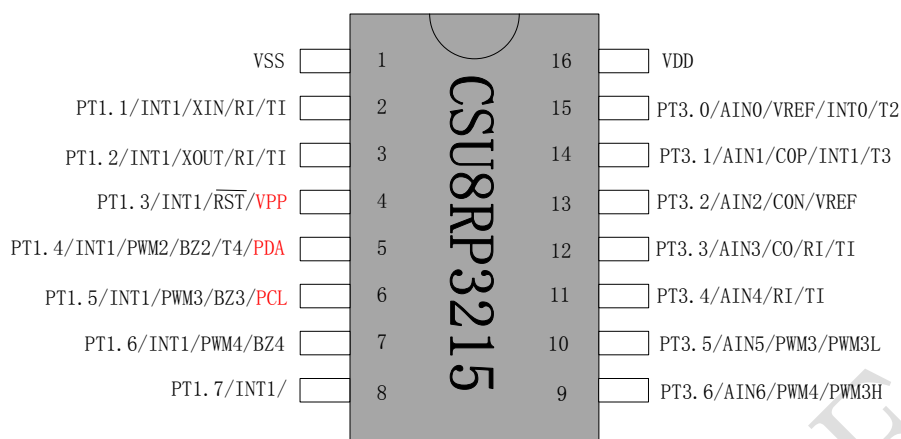 VSS 1 16 VDD
PT1.1/INT1/XIN/RI/TI 2 15 PT3.0/AIN0/VREF/INT0/T2
PT1.2/INT1/XOUT/RI/TI 3 14 PT3.1/AIN1/COP/INT1/T3
PT1.3/INT1/R̅S̅T̅/VPP 4 13 PT3.2/AIN2/CON/VREF
PT1.4/INT1/PWM2/BZ2/T4/PDA 5 12 PT3.3/AIN3/CO/RI/TI
PT1.5/INT1/PWM3/BZ3/PCL 6 11 PT3.4/AIN4/RI/TI
PT1.6/INT1/PWM4/BZ4 7 10 PT3.5/AIN5/PWM3/PWM3L
PT1.7/INT1/ 8 9 PT3.6/AIN6/PWM4/PWM3H
CSU8RP3215